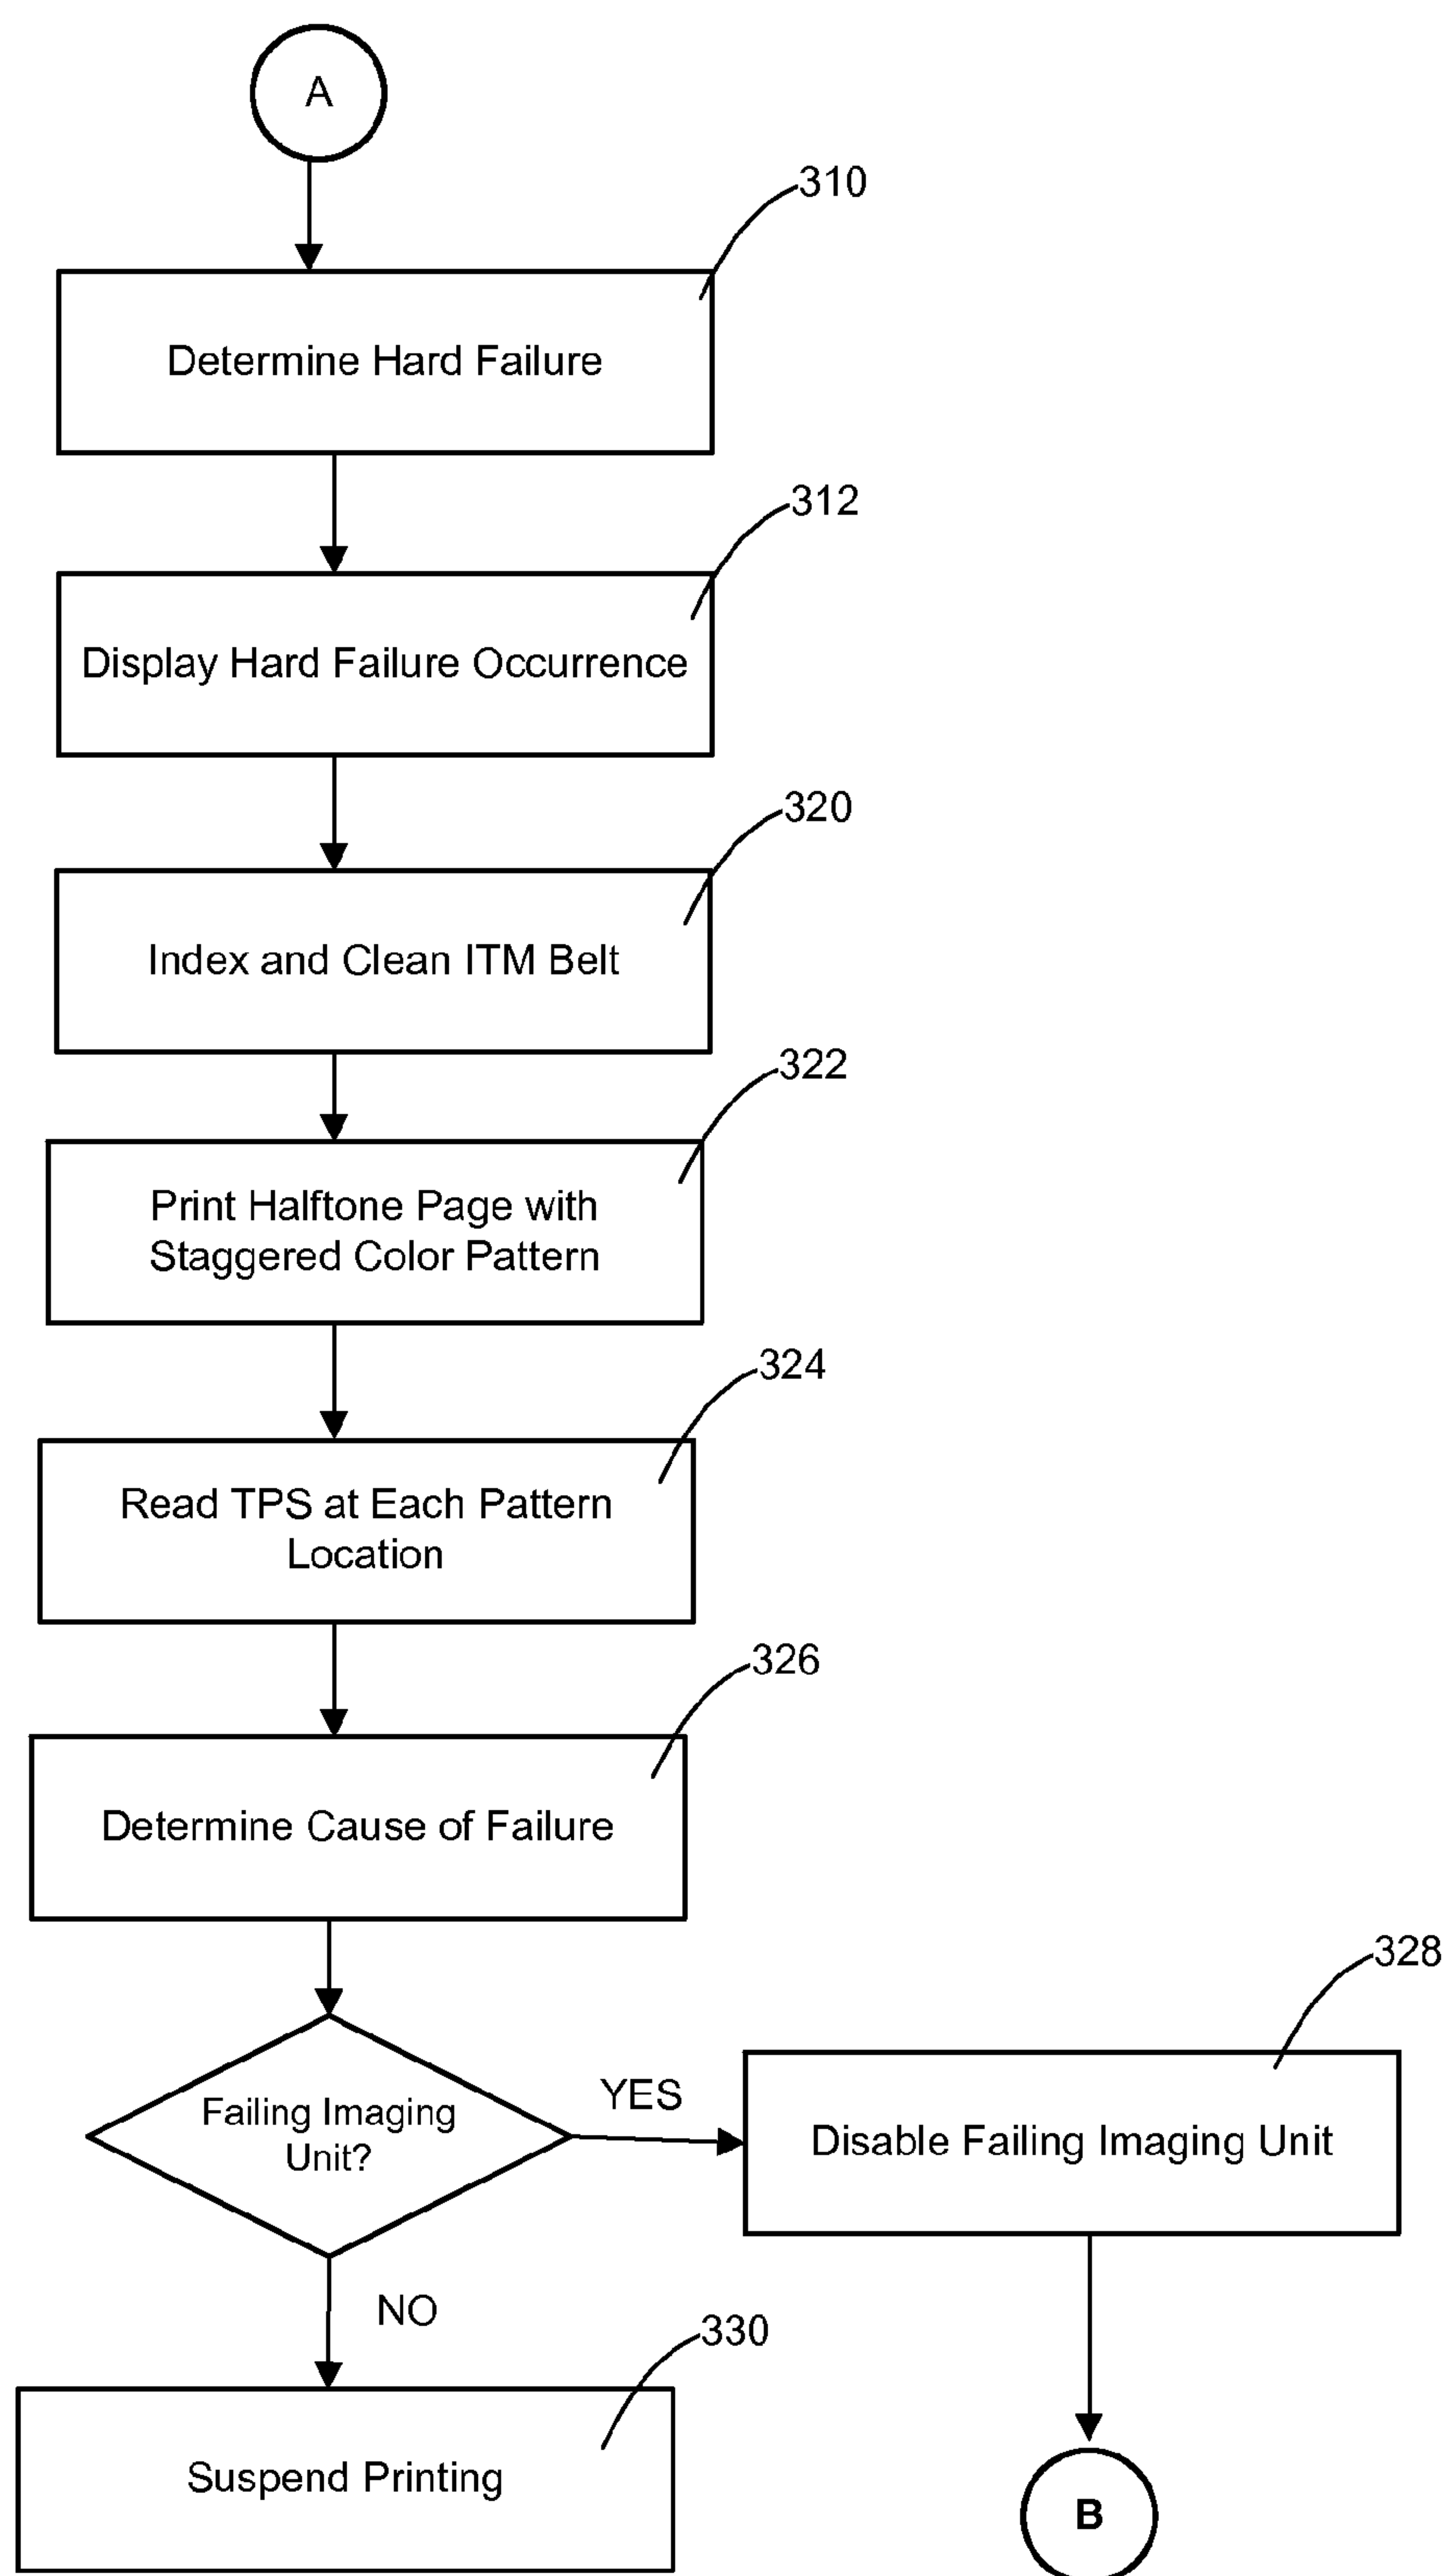 A
310
Determine Hard Failure
312
Display Hard Failure Occurrence
320
Index and Clean ITM Belt
322
Print Halftone Page with
Staggered Color Pattern
324
Read TPS at Each Pattern
Location
326
Determine Cause of Failure
328
Failing Imaging
Unit?
YES
Disable Failing Imaging Unit
NO
330
Suspend Printing
B